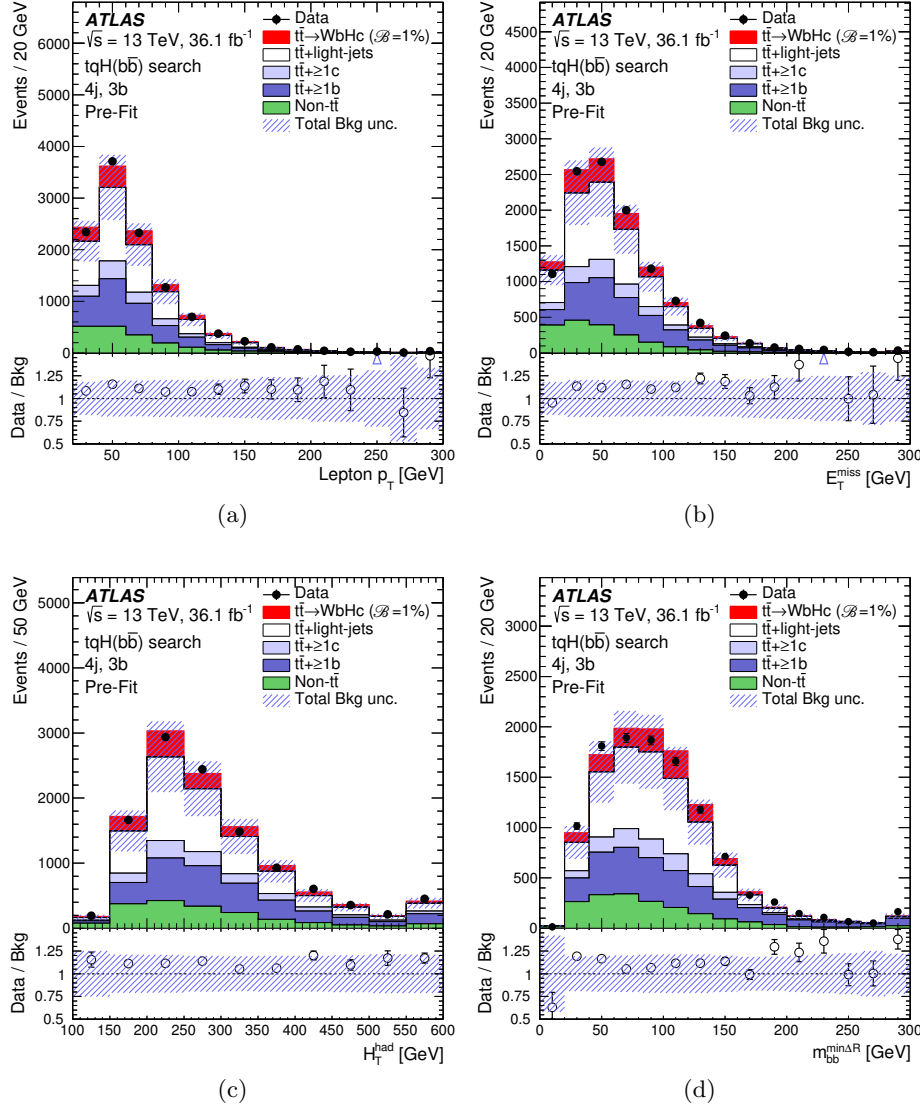 ATLAS
√s = 13 TeV, 36.1 fb⁻¹
tqH(bb̄) search
4j, 3b
Pre-Fit
Data
tt̄→WbHc (ℬ=1%)
tt̄+light-jets
tt̄+≥1c
tt̄+≥1b
Non-tt̄
Total Bkg unc.
Events / 20 GeV
6000
5000
4000
3000
2000
1000
0
Data / Bkg
1.25
1
0.75
0.5
50 100 150 200 250 300
Lepton p_T [GeV]
(a)
ATLAS
√s = 13 TeV, 36.1 fb⁻¹
tqH(bb̄) search
4j, 3b
Pre-Fit
Data
tt̄→WbHc (ℬ=1%)
tt̄+light-jets
tt̄+≥1c
tt̄+≥1b
Non-tt̄
Total Bkg unc.
Events / 20 GeV
4500
4000
3500
3000
2500
2000
1500
1000
500
0
Data / Bkg
1.25
1
0.75
0.5
0 50 100 150 200 250 300
E_T^miss [GeV]
(b)
ATLAS
√s = 13 TeV, 36.1 fb⁻¹
tqH(bb̄) search
4j, 3b
Pre-Fit
Data
tt̄→WbHc (ℬ=1%)
tt̄+light-jets
tt̄+≥1c
tt̄+≥1b
Non-tt̄
Total Bkg unc.
Events / 50 GeV
5000
4000
3000
2000
1000
0
Data / Bkg
1.25
1
0.75
0.5
100 150 200 250 300 350 400 450 500 550 600
H_T^had [GeV]
(c)
ATLAS
√s = 13 TeV, 36.1 fb⁻¹
tqH(bb̄) search
4j, 3b
Pre-Fit
Data
tt̄→WbHc (ℬ=1%)
tt̄+light-jets
tt̄+≥1c
tt̄+≥1b
Non-tt̄
Total Bkg unc.
Events / 20 GeV
3000
2500
2000
1500
1000
500
0
Data / Bkg
1.25
1
0.75
0.5
0 50 100 150 200 250 300
m_bb^minΔR [GeV]
(d)